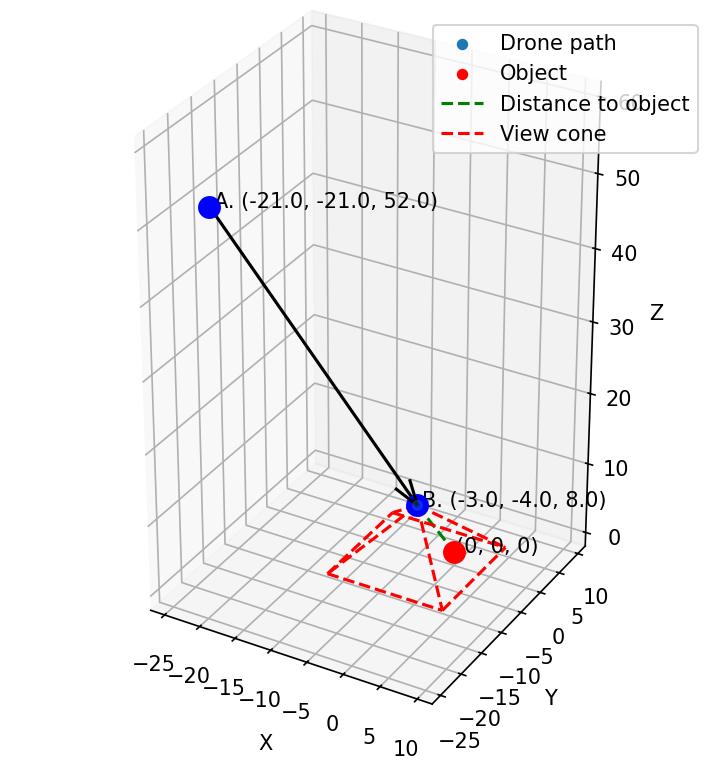 Drone path
Object
Distance to object
View cone
A. (-21.0, -21.0, 52.0)
B. (-3.0, -4.0, 8.0)
(0, 0, 0)
60
50
40
30
20
10
0
Z
10
5
0
−5
−10
−15
−20
−25
Y
−25
−20
−15
−10
−5
0
5
10
X